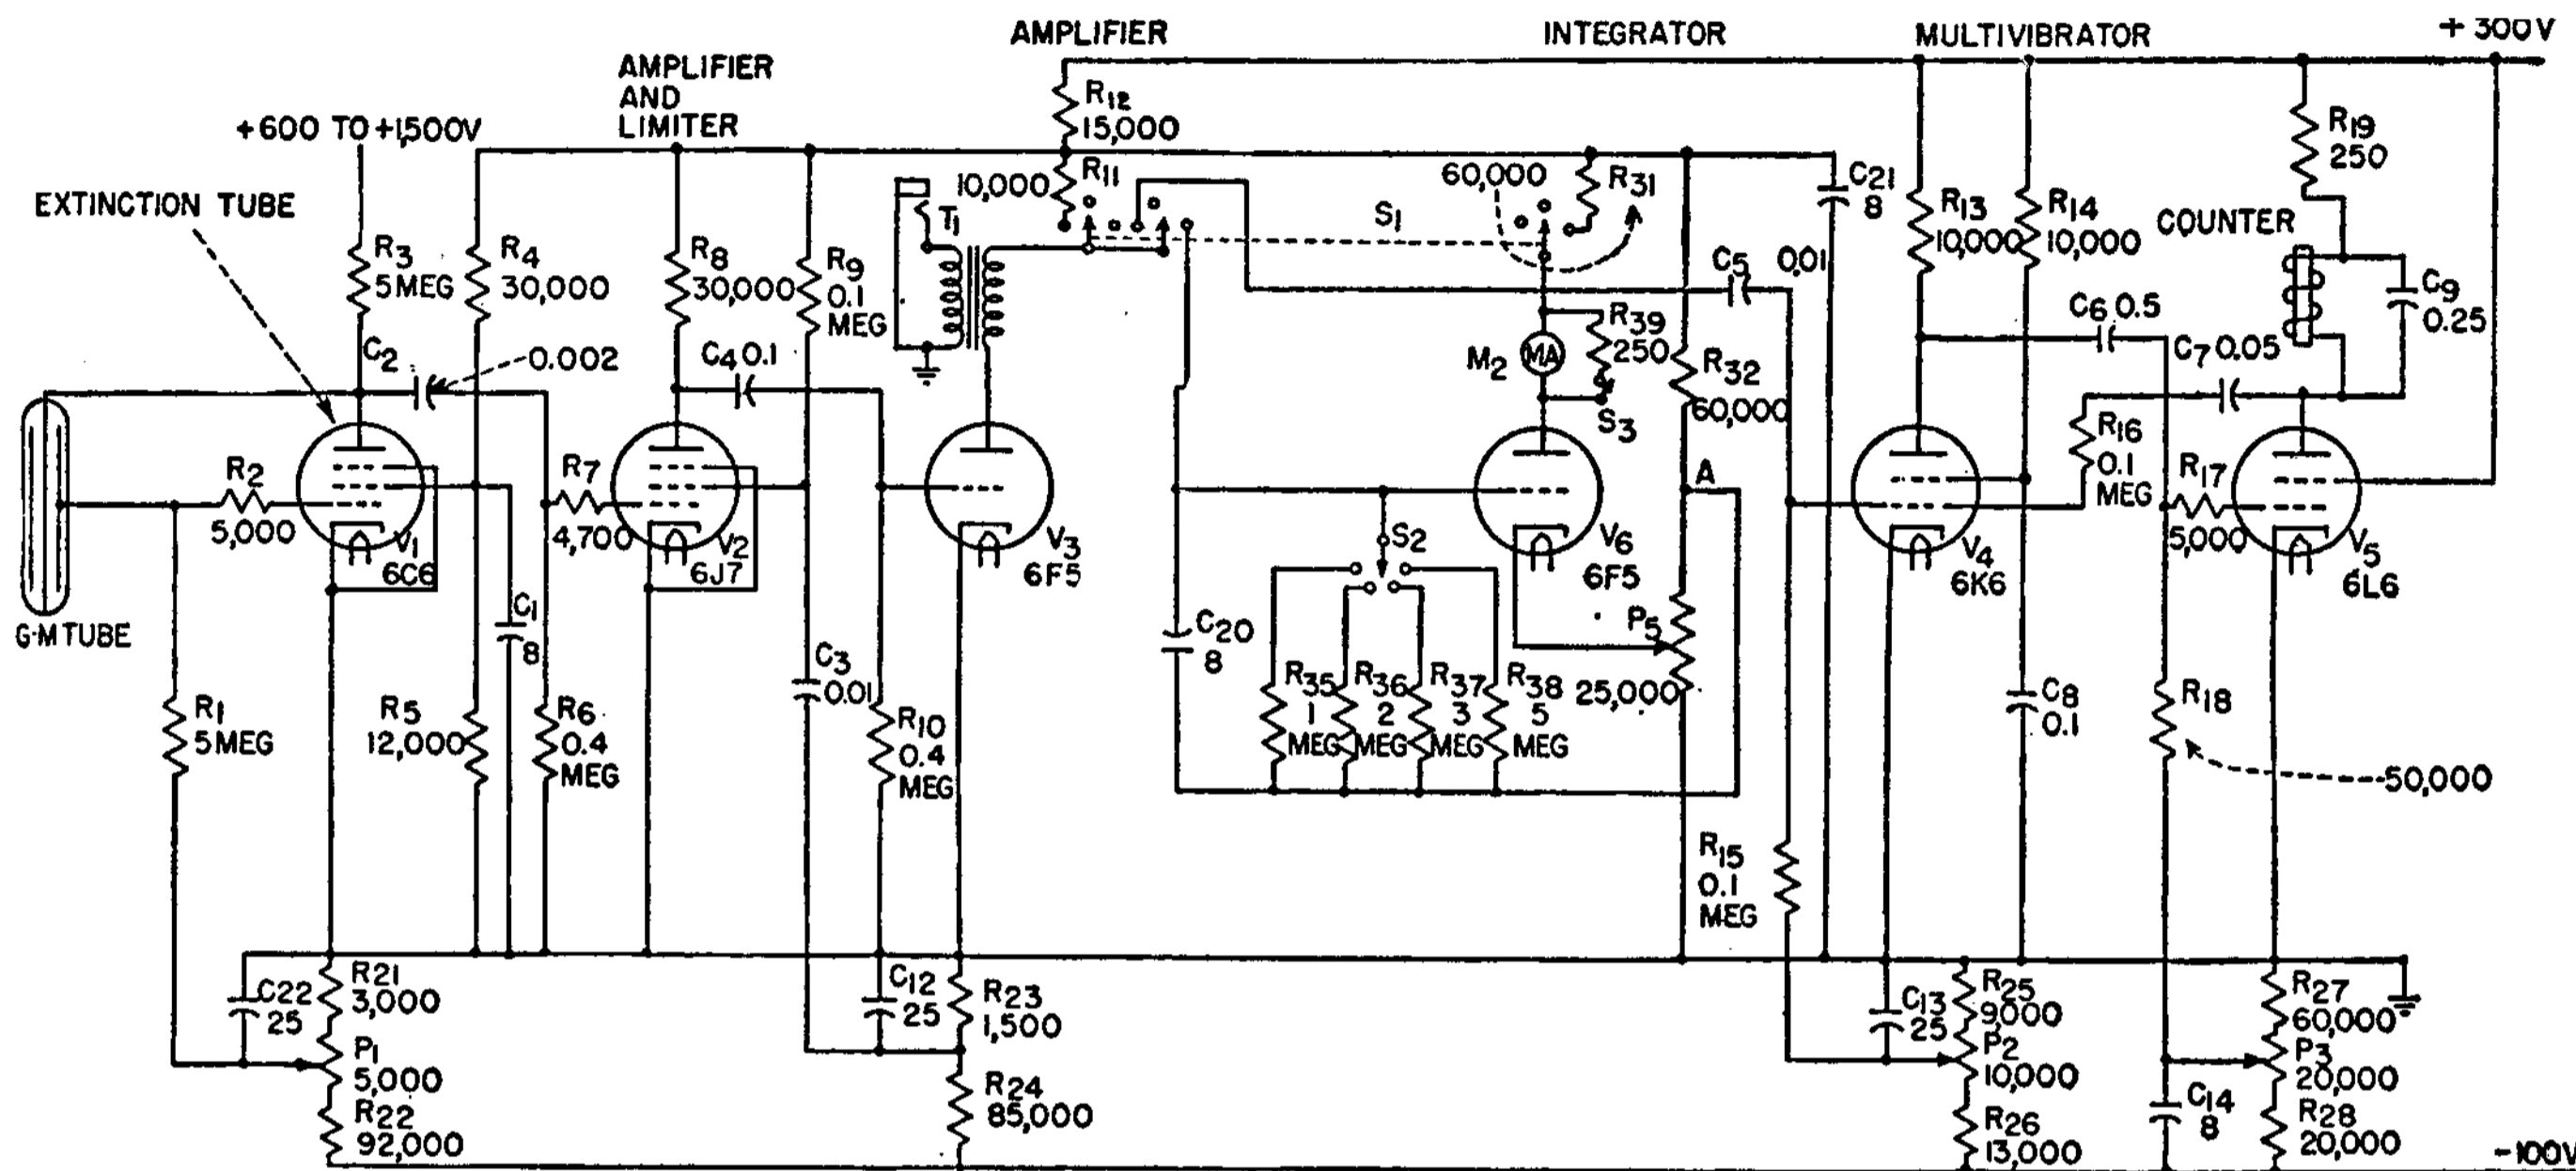 AMPLIFIER
INTEGRATOR
MULTIVIBRATOR
+ 300V
AMPLIFIER
AND
LIMITER
+600 TO +1,500V
EXTINCTION TUBE
R12
15,000
R11
10,000
T1
S1
60,000
R31
C21
8
R13
10,000
R14
10,000
R19
250
COUNTER
R3
5MEG
R4
30,000
R8
30,000
R9
0.1
MEG
C5 0.01
C6 0.5
C9
0.25
C2
0.002
C4 0.1
M2
MA
R39
250
S3
R32
60,000
C7 0.05
R16
0.1
MEG
R17
5,000
R2
5,000
V1
6C6
R7
4,700
V2
6J7
V3
6F5
S2
V6
6F5
A
V4
6K6
V5
6L6
G-M TUBE
R1
5MEG
C1
8
R5
12,000
R6
0.4
MEG
C3
0.01
R10
0.4
MEG
C20
8
R35
1
MEG
R36
2
MEG
R37
3
MEG
R38
5
MEG
P5
25,000
R15
0.1
MEG
C8
0.1
R18
50,000
C22
25
R21
3,000
P1
5,000
R22
92,000
C12
25
R23
1,500
R24
85,000
C13
25
R25
9,000
P2
10,000
R26
13,000
C14
8
R27
60,000
P3
20,000
R28
20,000
-100V